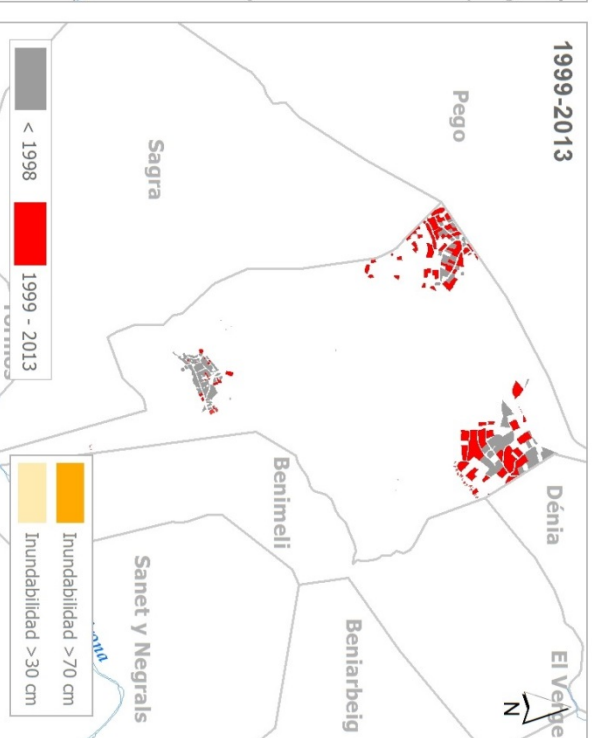 1999-2013
Pego
Dénia
El Verge
N
Sagra
Benimeli
Beniarbeig
Sanet y Negrals
< 1998
1999 - 2013
Inundabilidad >70 cm
Inundabilidad >30 cm